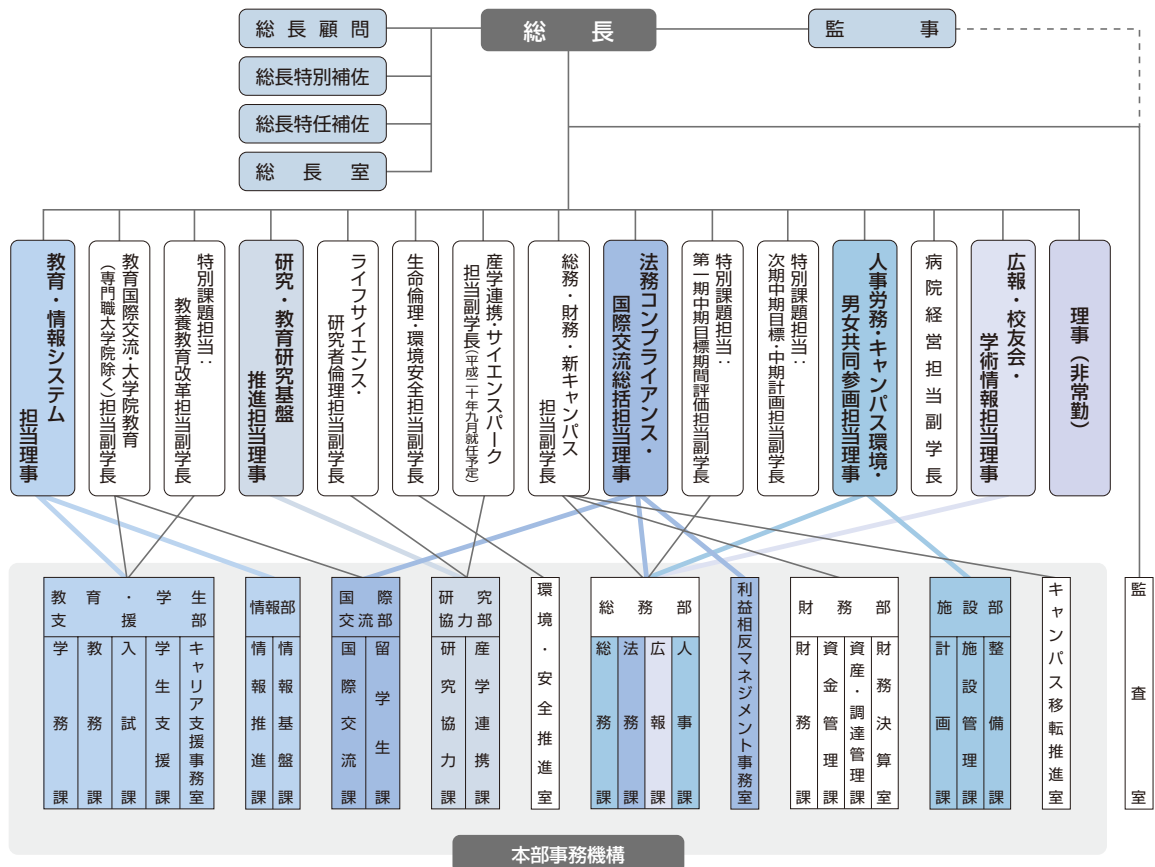 総長顧問
総長
監事
総長特別補佐
総長特任補佐
総長室
教育・情報システム
担当理事
教育国際交流・大学院教育
（専門職大学院除く）担当副学長
特別課題担当：
教養教育改革担当副学長
研究・教育研究基盤
推進担当理事
ライフサイエンス・
研究者倫理担当副学長
生命倫理・環境安全担当副学長
産学連携・サイエンスパーク
担当副学長（平成二十年九月就任予定）
総務・財務・新キャンパス
担当副学長
法務コンプライアンス・
国際交流総括担当理事
特別課題担当：
第一期中期目標期間評価担当副学長
特別課題担当：
次期中期目標・中期計画担当副学長
人事労務・キャンパス環境・
男女共同参画担当理事
病院経営担当副学長
広報・校友会・
学術情報担当理事
理事（非常勤）
教育・学生
支援部
学務課
教務課
入試課
学生支援課
キャリア支援事務室
情報部
情報推進課
情報基盤課
国際
交流部
国際交流課
留学生課
研究
協力部
研究協力課
産学連携課
環境・安全推進室
総務部
総務課
法務課
広報課
人事課
利益相反マネジメント事務室
財務部
財務課
資金管理課
資産・調達管理課
財務決算室
施設部
計画課
施設管理課
整備課
キャンパス移転推進室
監査室
本部事務機構